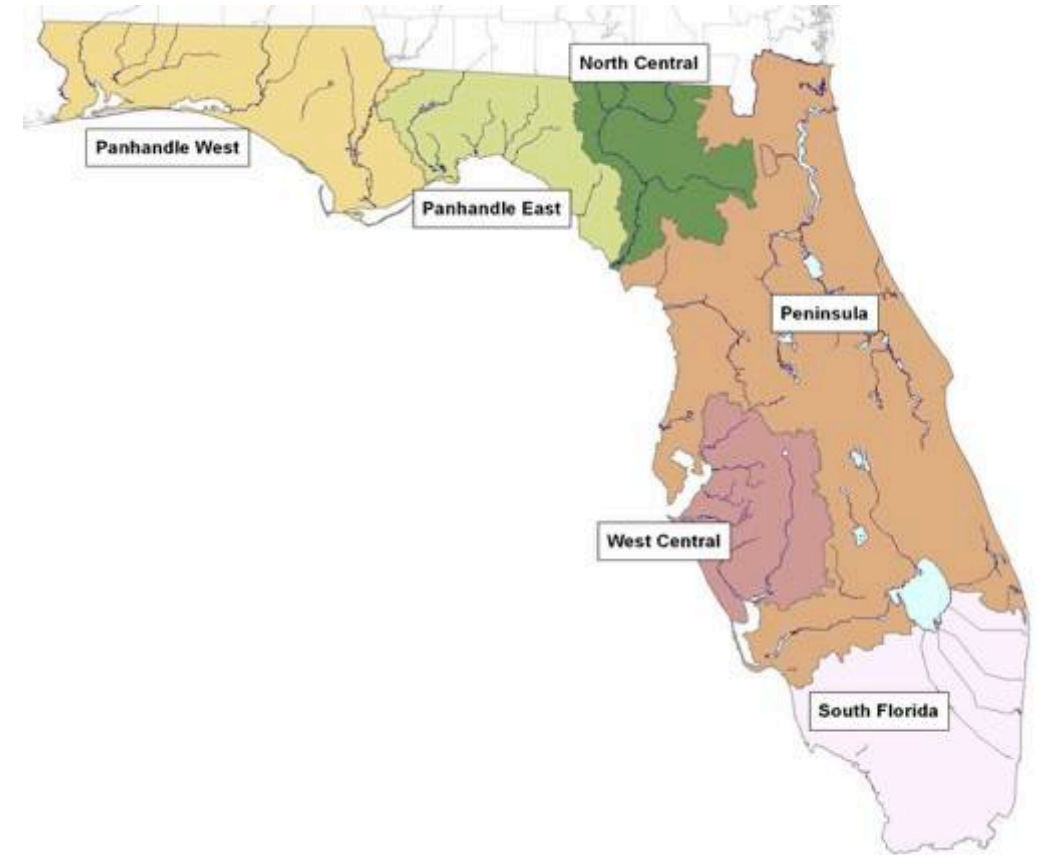 North Central
Panhandle West
Panhandle East
Peninsula
West Central
South Florida